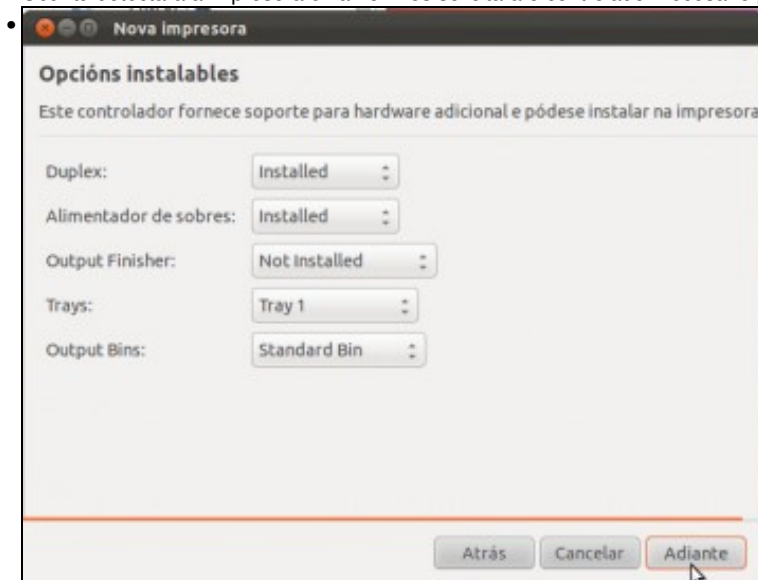 Nova impresora
Opcións instalables
Este controlador fornece soporte para hardware adicional e pódese instalar na impresora
Duplex: Installed
Alimentador de sobres: Installed
Output Finisher: Not Installed
Trays: Tray 1
Output Bins: Standard Bin
Atrás Cancelar Adiante